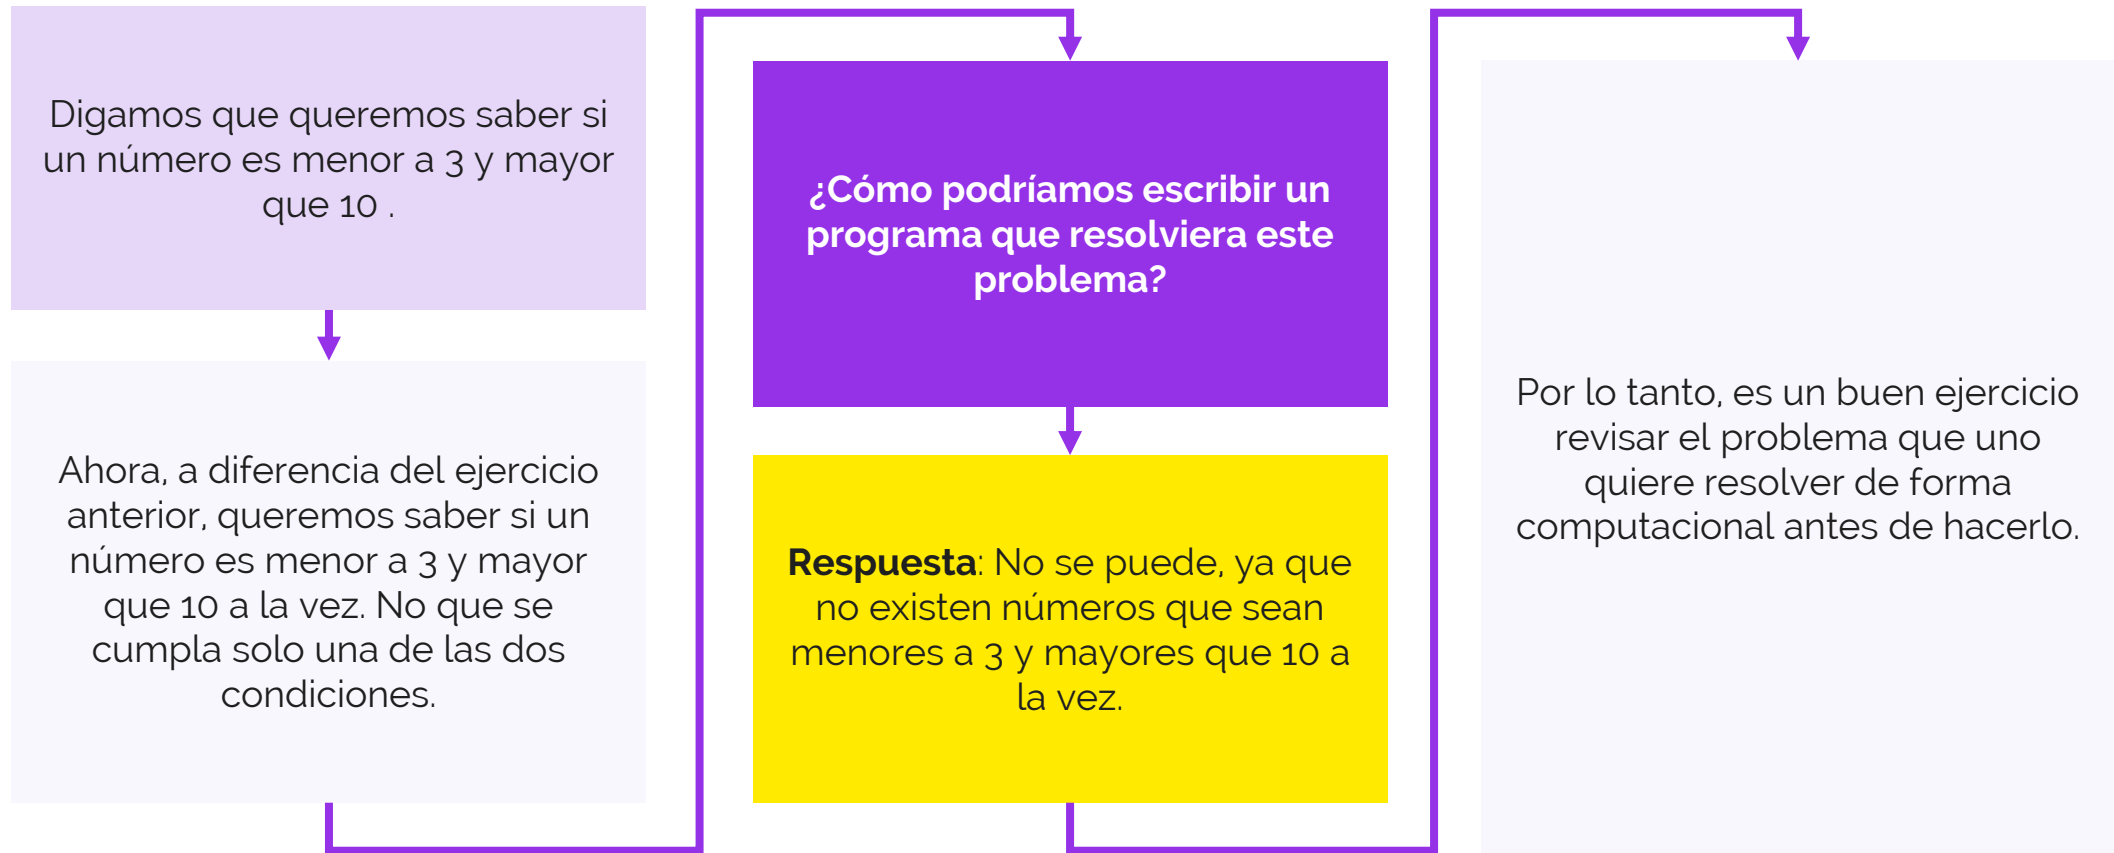 Digamos que queremos saber si
un número es menor a 3 y mayor
que 10 .
Ahora, a diferencia del ejercicio
anterior, queremos saber si un
número es menor a 3 y mayor
que 10 a la vez. No que se
cumpla solo una de las dos
condiciones.
¿Cómo podríamos escribir un
programa que resolviera este
problema?
Respuesta: No se puede, ya que
no existen números que sean
menores a 3 y mayores que 10 a
la vez.
Por lo tanto, es un buen ejercicio
revisar el problema que uno
quiere resolver de forma
computacional antes de hacerlo.